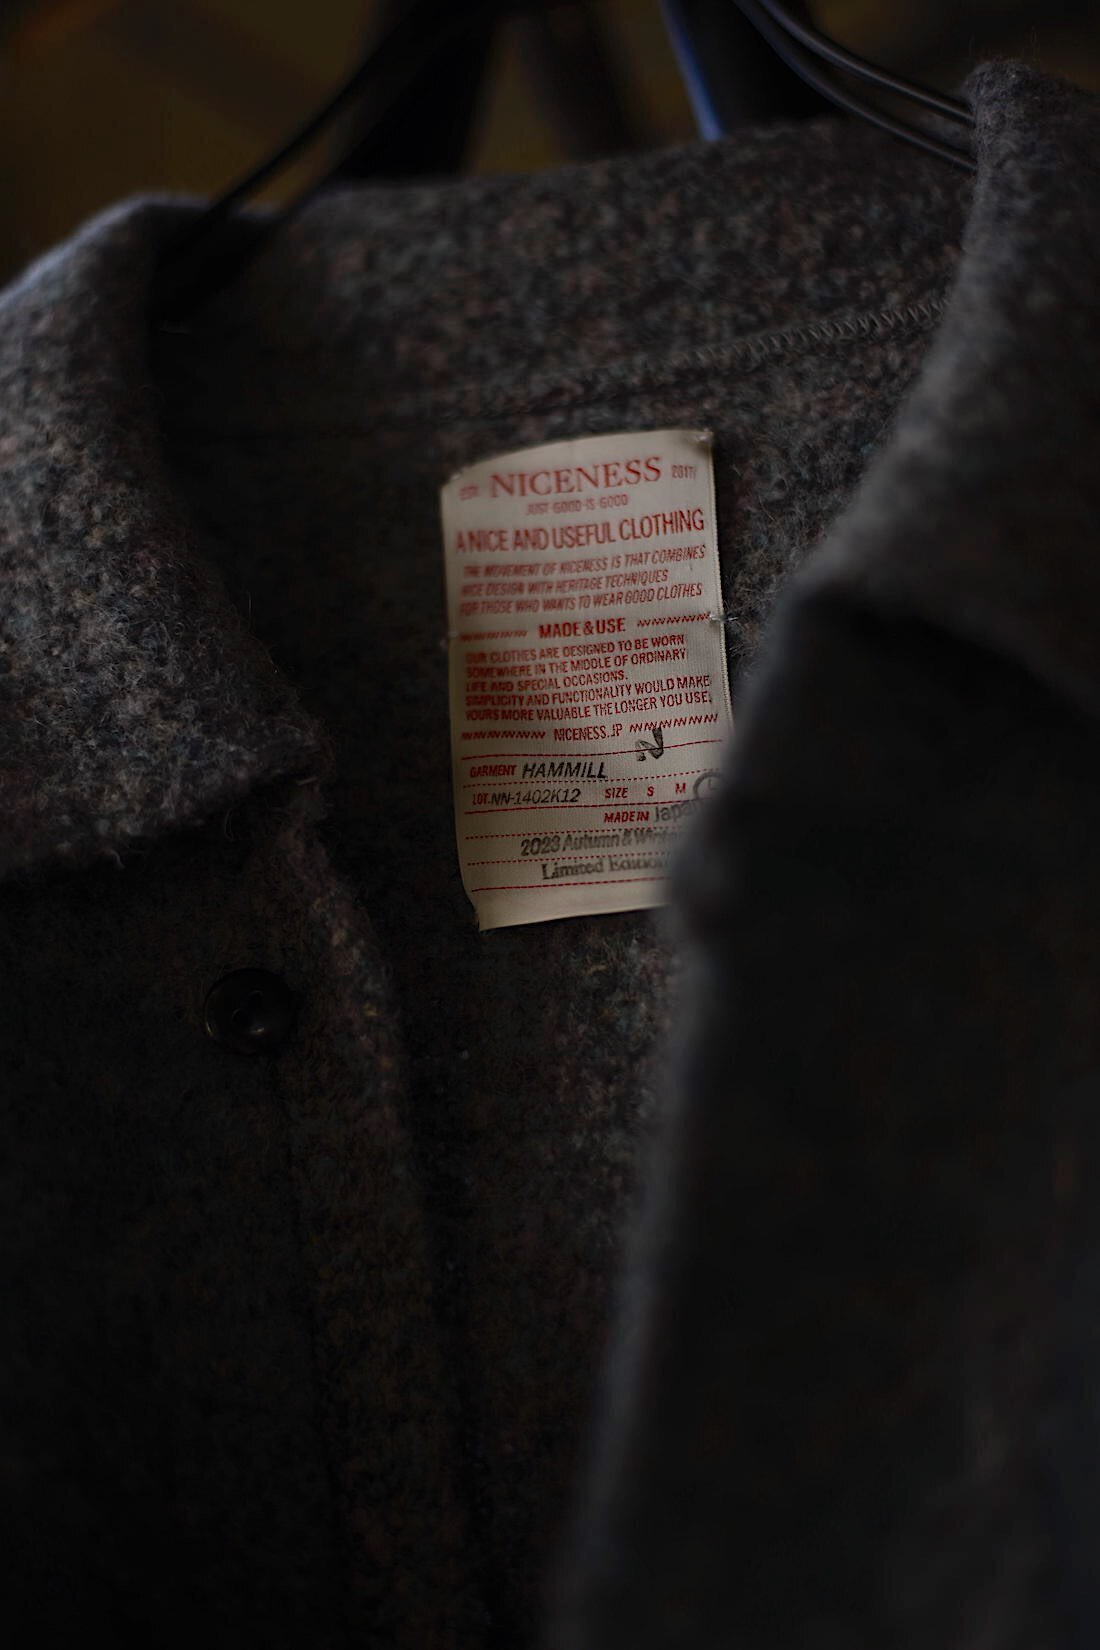 EST. NICENESS 2017/
JUST-GOOD-IS-GOOD
A NICE AND USEFUL CLOTHING
THE MOVEMENT OF NICENESS IS THAT COMBINES
NICE DESIGN WITH HERITAGE TECHNIQUES
FOR THOSE WHO WANTS TO WEAR GOOD CLOTHES
MADE & USE
OUR CLOTHES ARE DESIGNED TO BE WORN
SOMEWHERE IN THE MIDDLE OF ORDINARY
LIFE AND SPECIAL OCCASIONS.
SIMPLICITY AND FUNCTIONALITY WOULD MAKE
YOURS MORE VALUABLE THE LONGER YOU USE.
NICENESS.JP
N
GARMENT HAMMILL
LOT. NN-1402K12 SIZE S M
MADE IN Japan
2023 Autumn & Winter
Limited Edition